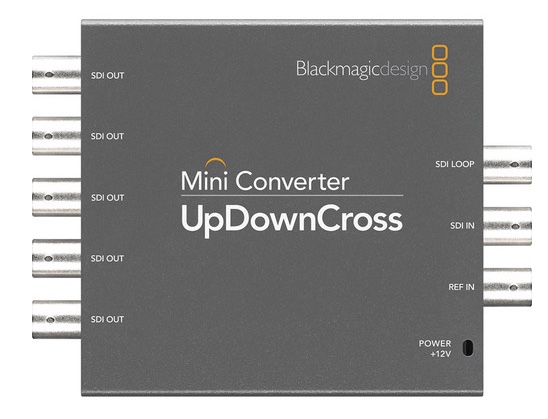 Blackmagicdesign
SDI OUT
SDI OUT
SDI OUT
SDI OUT
SDI OUT
Mini Converter
UpDownCross
SDI LOOP
SDI IN
REF IN
POWER
+12V